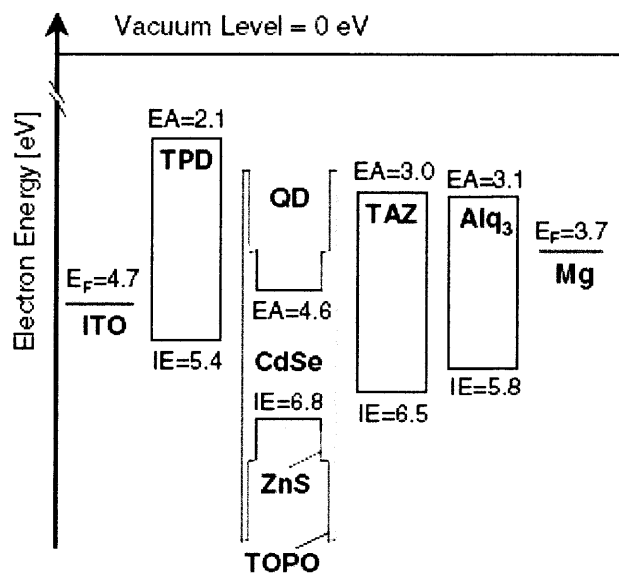 Vacuum Level = 0 eV
Electron Energy [eV]
EA=2.1
TPD
IE=5.4
E_F=4.7
ITO
QD
EA=4.6
CdSe
IE=6.8
ZnS
TOPO
EA=3.0
TAZ
IE=6.5
EA=3.1
Alq₃
IE=5.8
E_F=3.7
Mg